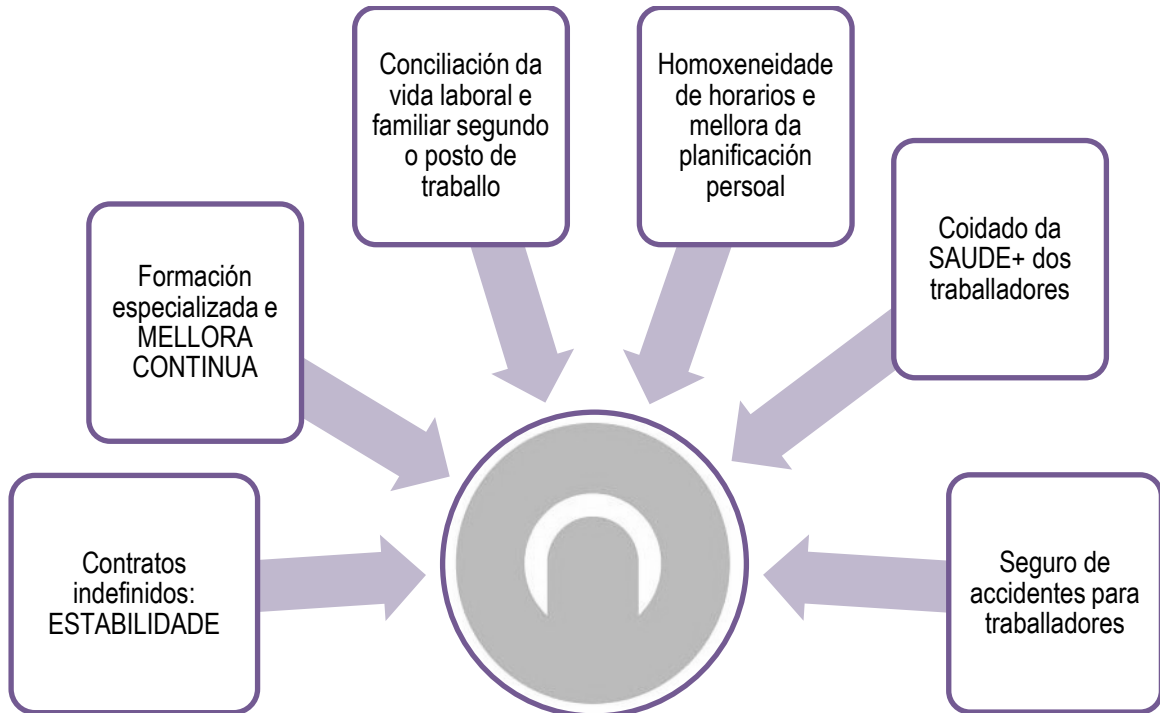 Conciliación da
vida laboral e
familiar segundo
o posto de
traballo
Homoxeneidade
de horarios e
mellora da
planificación
persoal
Coidado da
SAUDE+ dos
traballadores
Formación
especializada e
MELLORA
CONTINUA
Contratos
indefinidos:
ESTABILIDADE
Seguro de
accidentes para
traballadores